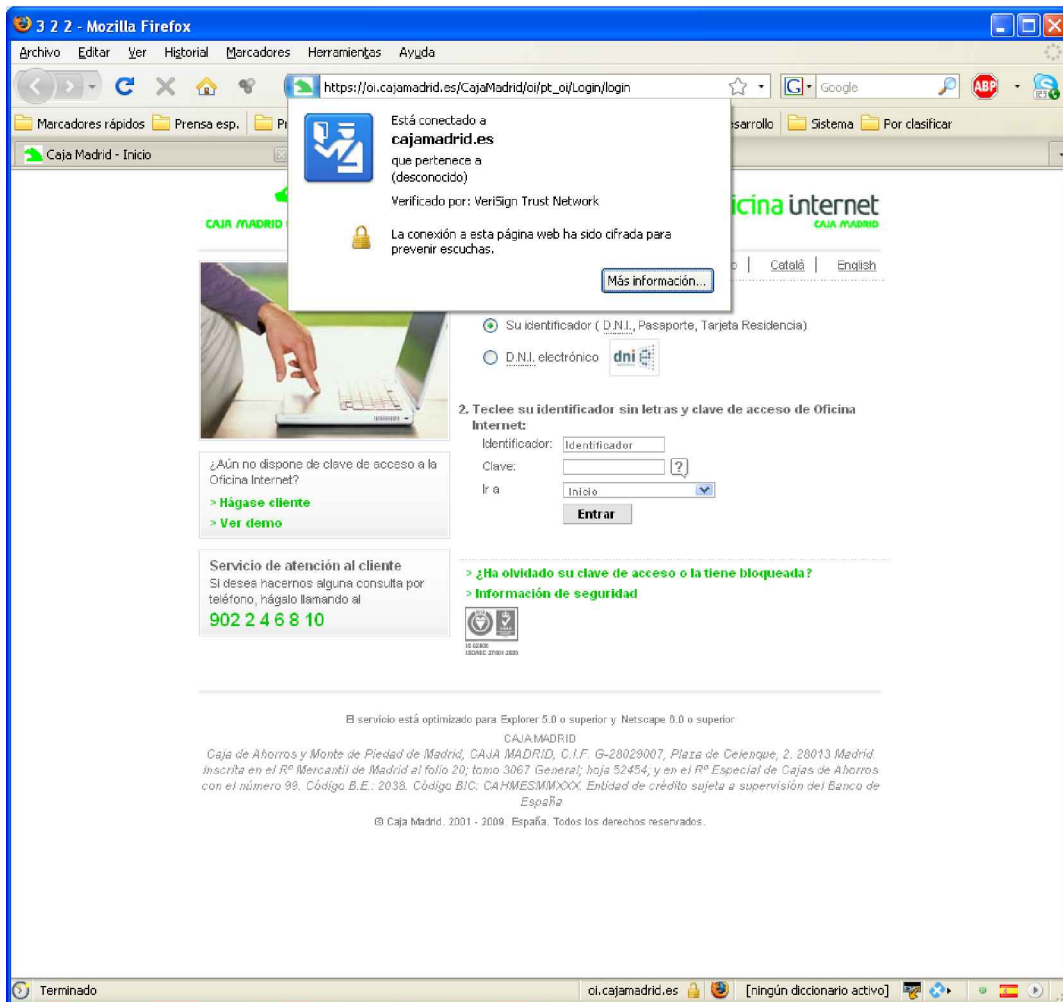 3 2 2 - Mozilla Firefox
Archivo Editar Ver Historial Marcadores Herramientas Ayuda
https://oi.cajamadrid.es/CajaMadrid/oi/pt_oi/Login/login
G Google
ABP
Marcadores rápidos Prensa esp. Pr
sarrollo Sistema Por clasificar
Caja Madrid - Inicio
Está conectado a
cajamadrid.es
que pertenece a
(desconocido)
Verificado por: VeriSign Trust Network
La conexión a esta página web ha sido cifrada para
prevenir escuchas.
Más información...
CAJA MADRID
icina internet
CAJA MADRID
o | Català | English
Su identificador ( D.N.I., Pasaporte, Tarjeta Residencia)
D.N.I. electrónico dni
2. Teclee su identificador sin letras y clave de acceso de Oficina
Internet:
Identificador: Identificador
Clave: ?
Ir a Inicio
Entrar
¿Aún no dispone de clave de acceso a la
Oficina Internet?
> Hágase cliente
> Ver demo
Servicio de atención al cliente
Si desea hacernos alguna consulta por
teléfono, hágalo llamando al
902 2 4 6 8 10
> ¿Ha olvidado su clave de acceso o la tiene bloqueada?
> Información de seguridad
El servicio está optimizado para Explorer 5.0 o superior y Netscape 6.0 o superior
CAJAMADRID
Caja de Ahorros y Monte de Piedad de Madrid, CAJA MADRID, C.I.F. G-28029007, Plaza de Celenque, 2. 28013 Madrid.
Inscrita en el Rº Mercantil de Madrid al folio 20; tomo 3067 General; hoja 52454; y en el Rº Especial de Cajas de Ahorros
con el número 99. Código B.E.: 2038. Código BIC: CAHMESMMXXX. Entidad de crédito sujeta a supervisión del Banco de
España
© Caja Madrid. 2001 - 2009. España. Todos los derechos reservados.
Terminado
oi.cajamadrid.es [ningún diccionario activo]